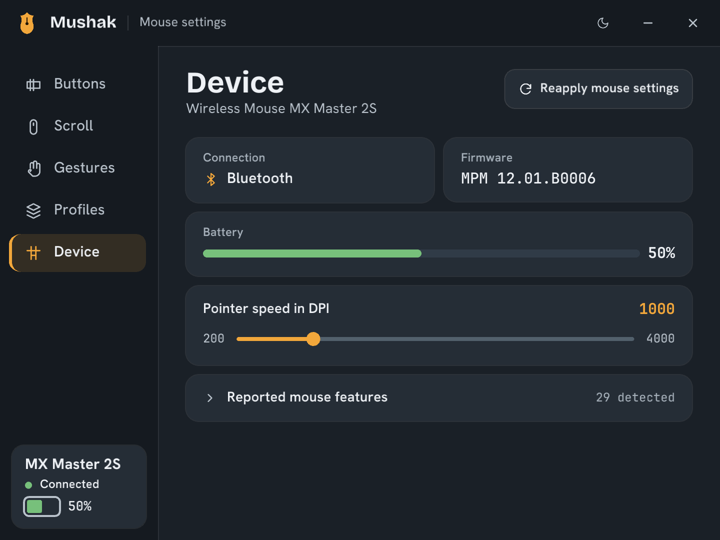 Mushak
Mouse settings
Buttons
Scroll
Gestures
Profiles
Device
MX Master 2S
Connected
50%
Device
Wireless Mouse MX Master 2S
Reapply mouse settings
Connection
Bluetooth
Firmware
MPM 12.01.B0006
Battery
50%
Pointer speed in DPI
1000
200
4000
Reported mouse features
29 detected